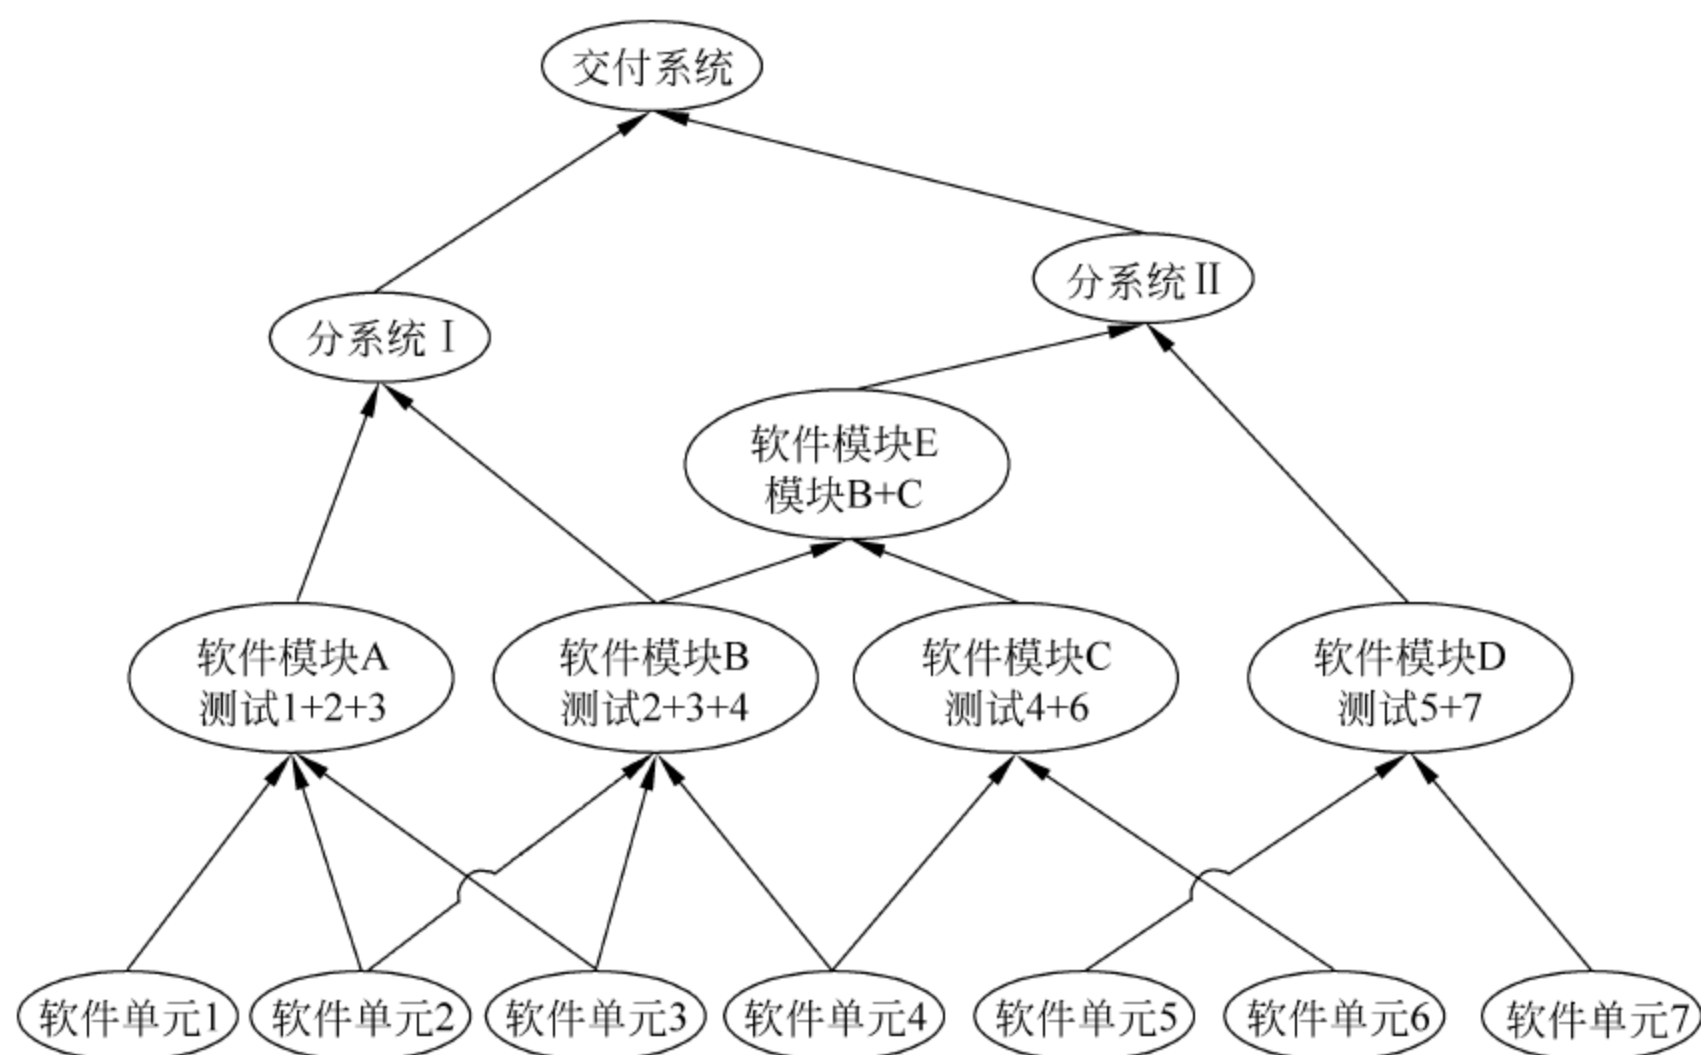 交付系统
分系统Ⅱ
分系统Ⅰ
软件模块E
模块B+C
软件模块A
测试1+2+3
软件模块B
测试2+3+4
软件模块C
测试4+6
软件模块D
测试5+7
软件单元1
软件单元2
软件单元3
软件单元4
软件单元5
软件单元6
软件单元7